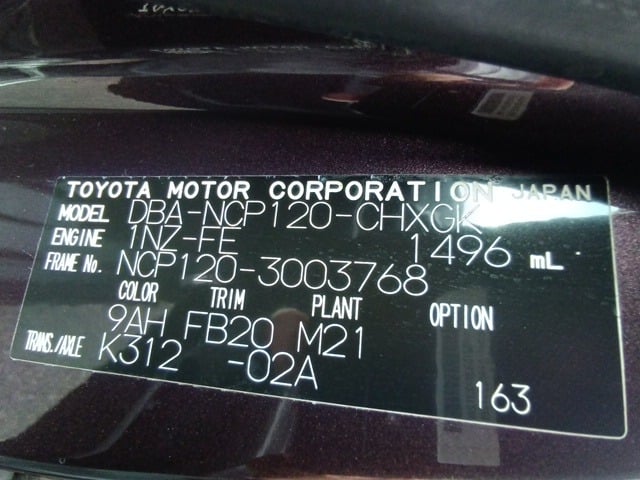 TOYOTA MOTOR CORPORATION JAPAN
MODEL DBA-NCP120-CHXGK
ENGINE 1NZ-FE 1496 mL
FRAME No. NCP120-3003768
COLOR TRIM PLANT OPTION
9AH FB20 M21
TRANS./AXLE K312 -02A
163